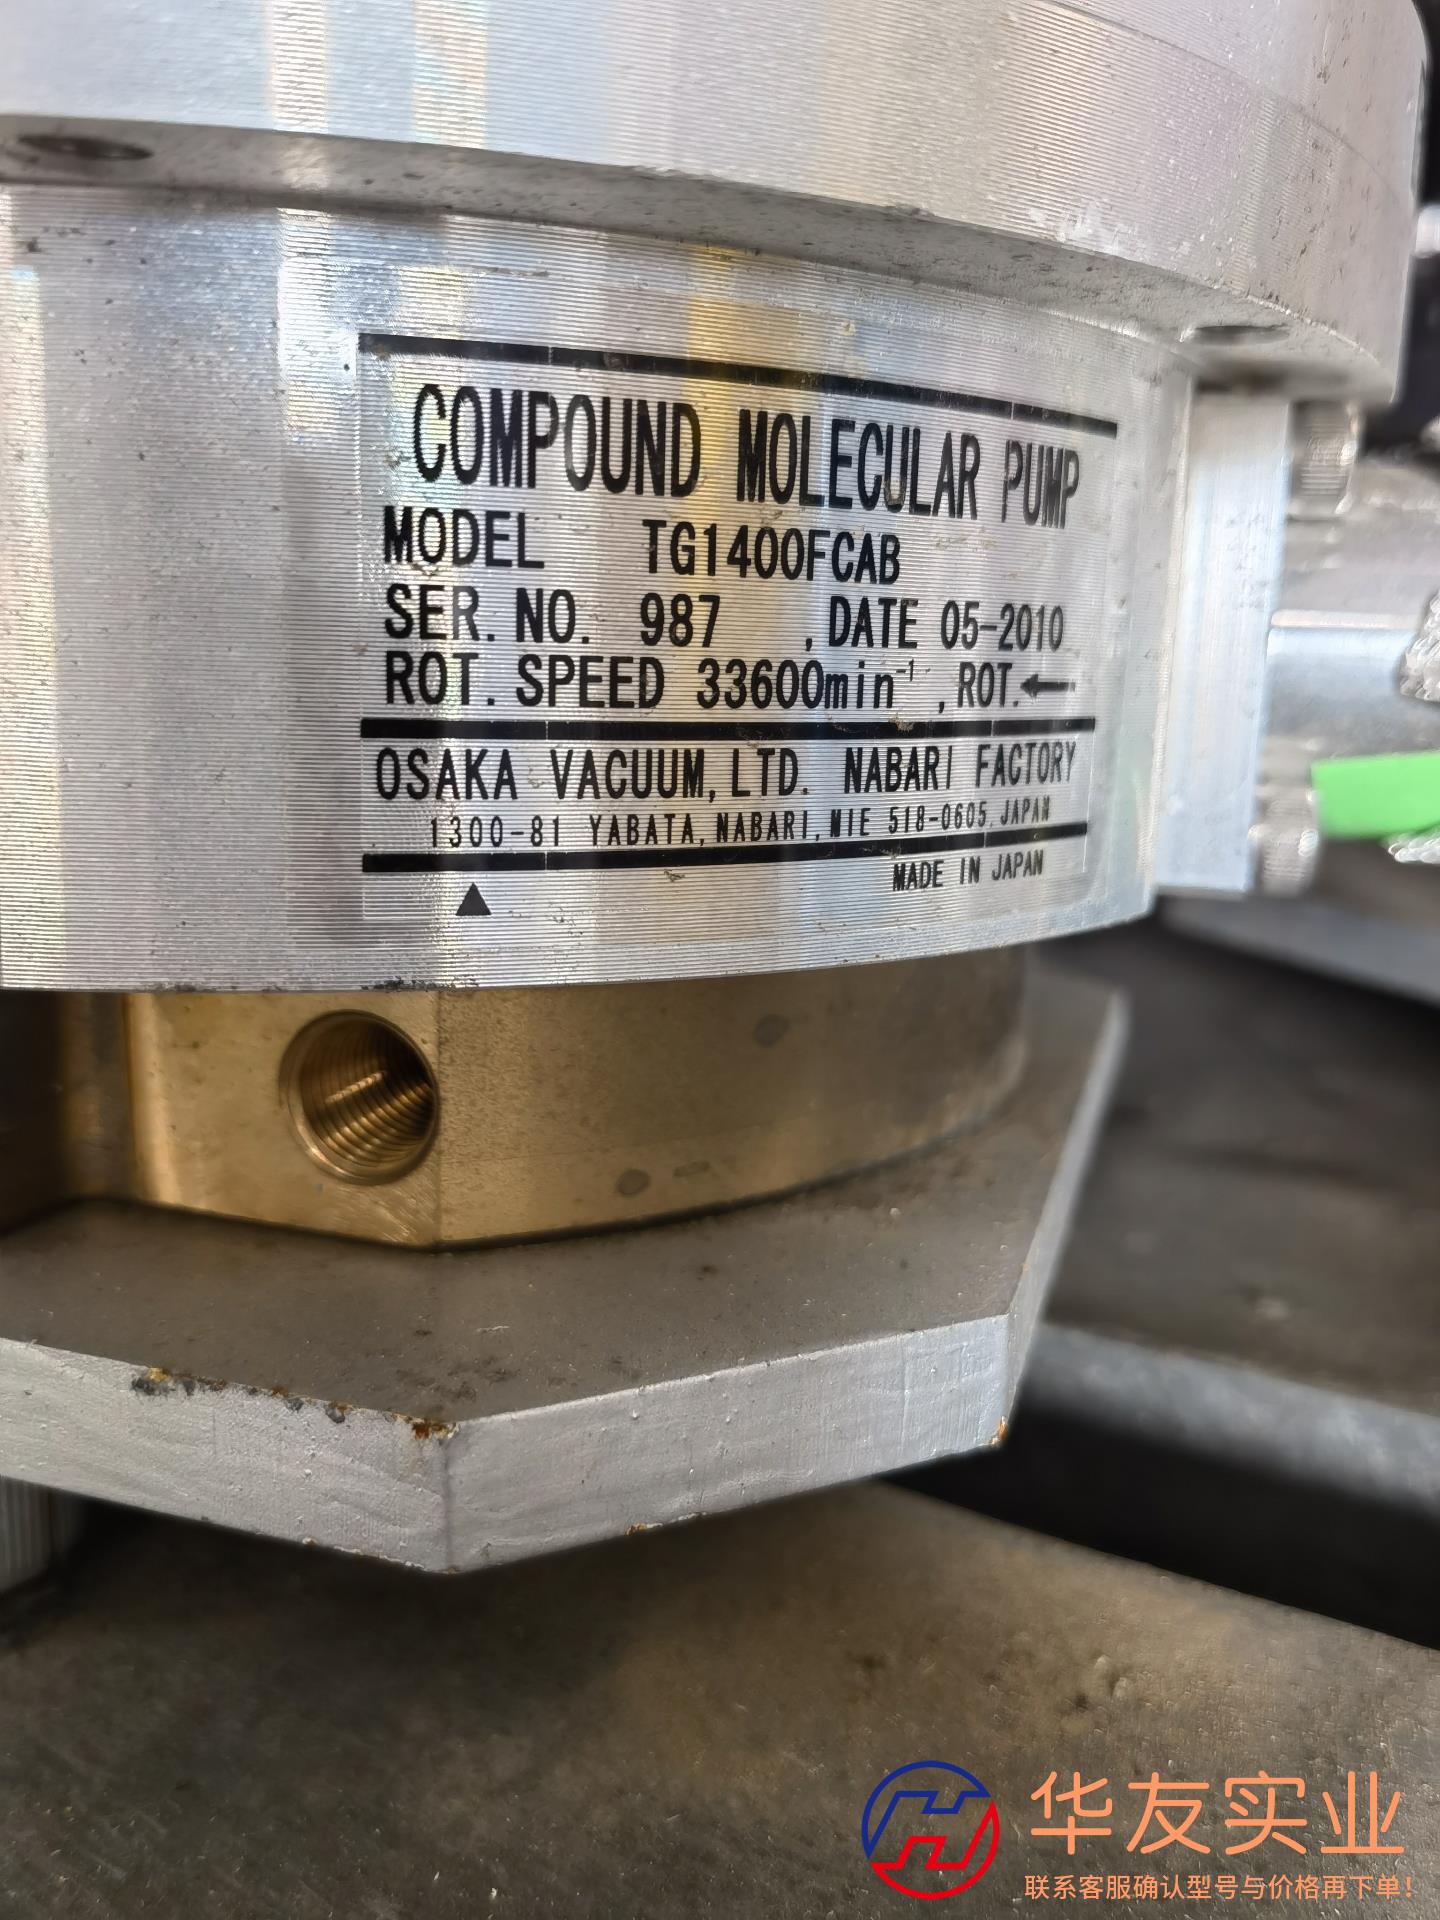 COMPOUND MOLECULAR PUMP
MODEL TG1400FCAB
SER.NO. 987 ,DATE 05-2010
ROT.SPEED 33600min⁻¹ ,ROT.←
OSAKA VACUUM,LTD. NABARI FACTORY
1300-81 YABATA,NABARI,MIE 518-0605,JAPAN
MADE IN JAPAN
华友实业
联系客服确认型号与价格再下单!